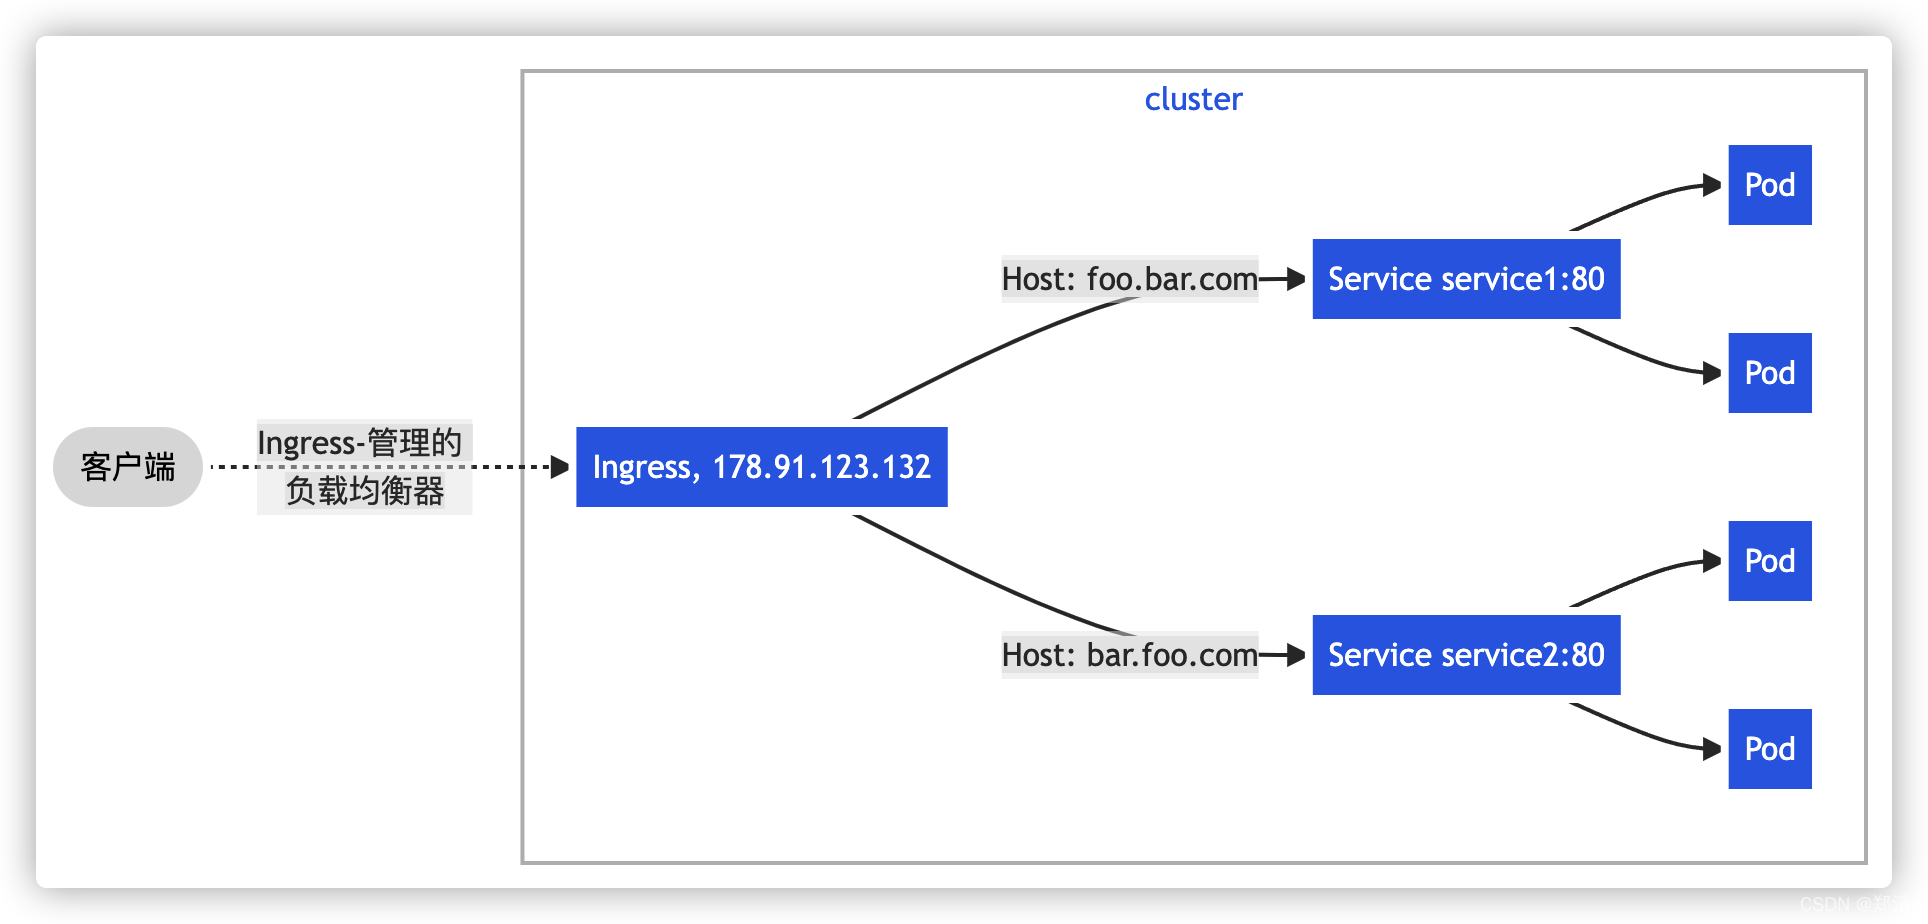 cluster
Pod
Host: foo.bar.com
Service service1:80
Pod
Ingress-管理的
负载均衡器
客户端
Ingress, 178.91.123.132
Pod
Host: bar.foo.com
Service service2:80
Pod
CSDN